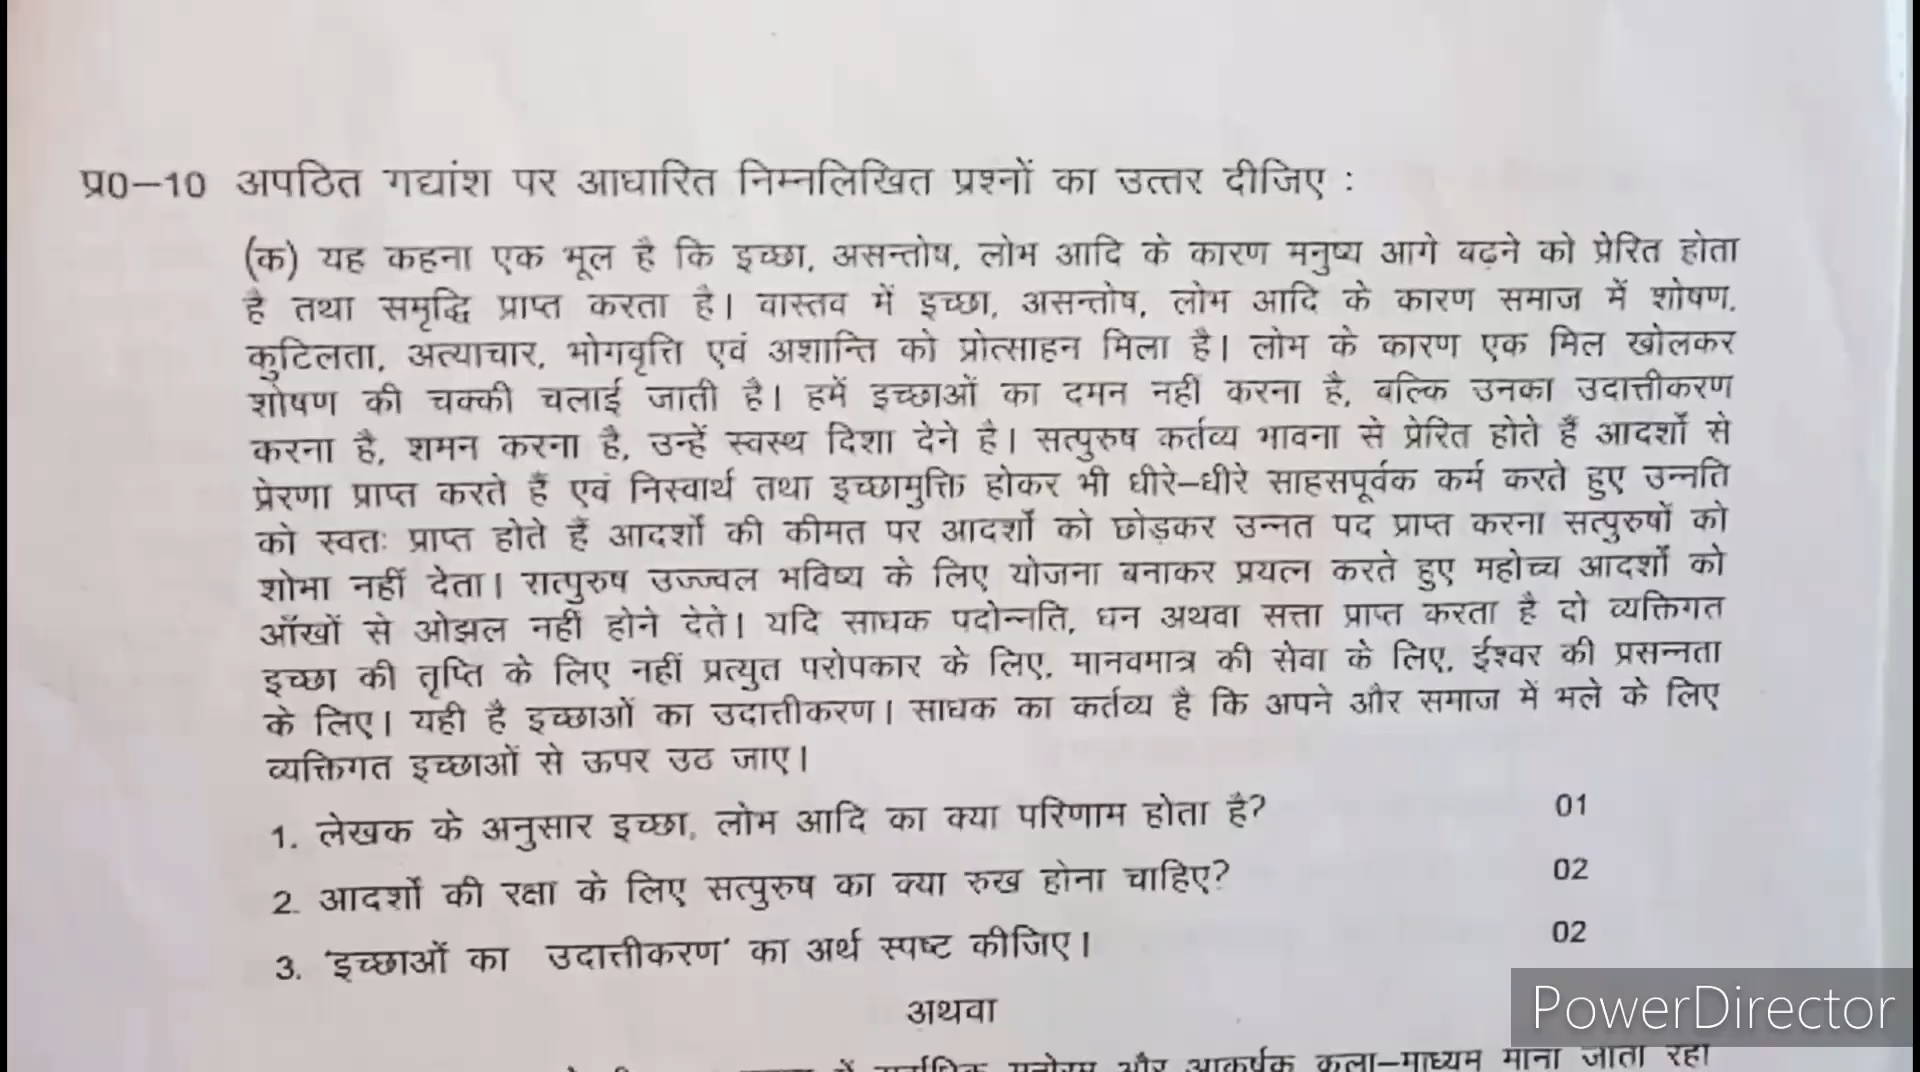 प्र0–10 अपठित गद्यांश पर आधारित निम्नलिखित प्रश्नों का उत्तर दीजिए :
(क) यह कहना एक भूल है कि इच्छा, असन्तोष, लोभ आदि के कारण मनुष्य आगे बढ़ने को प्रेरित होता
है तथा समृद्धि प्राप्त करता है। वास्तव में इच्छा, असन्तोष, लोभ आदि के कारण समाज में शोषण,
कुटिलता, अत्याचार, भोगवृत्ति एवं अशान्ति को प्रोत्साहन मिला है। लोभ के कारण एक मिल खोलकर
शोषण की चक्की चलाई जाती है। हमें इच्छाओं का दमन नहीं करना है, बल्कि उनका उदात्तीकरण
करना है, शमन करना है, उन्हें स्वस्थ दिशा देने है। सत्पुरुष कर्तव्य भावना से प्रेरित होते हैं आदर्शों से
प्रेरणा प्राप्त करते हैं एवं निस्वार्थ तथा इच्छामुक्ति होकर भी धीरे–धीरे साहसपूर्वक कर्म करते हुए उन्नति
को स्वतः प्राप्त होते हैं आदर्शों की कीमत पर आदर्शों को छोड़कर उन्नत पद प्राप्त करना सत्पुरुषों को
शोभा नहीं देता। सत्पुरुष उज्ज्वल भविष्य के लिए योजना बनाकर प्रयत्न करते हुए महोच्च आदर्शों को
आँखों से ओझल नहीं होने देते। यदि साधक पदोन्नति, धन अथवा सत्ता प्राप्त करता है दो व्यक्तिगत
इच्छा की तृप्ति के लिए नहीं प्रत्युत परोपकार के लिए, मानवमात्र की सेवा के लिए, ईश्वर की प्रसन्नता
के लिए। यही है इच्छाओं का उदात्तीकरण। साधक का कर्तव्य है कि अपने और समाज में भले के लिए
व्यक्तिगत इच्छाओं से ऊपर उठ जाए।
1. लेखक के अनुसार इच्छा, लोभ आदि का क्या परिणाम होता है? 01
2. आदर्शों की रक्षा के लिए सत्पुरुष का क्या रुख होना चाहिए? 02
3. 'इच्छाओं का उदात्तीकरण' का अर्थ स्पष्ट कीजिए। 02
अथवा
और आकर्षक कला–माध्यम माना जाता रहा
PowerDirector